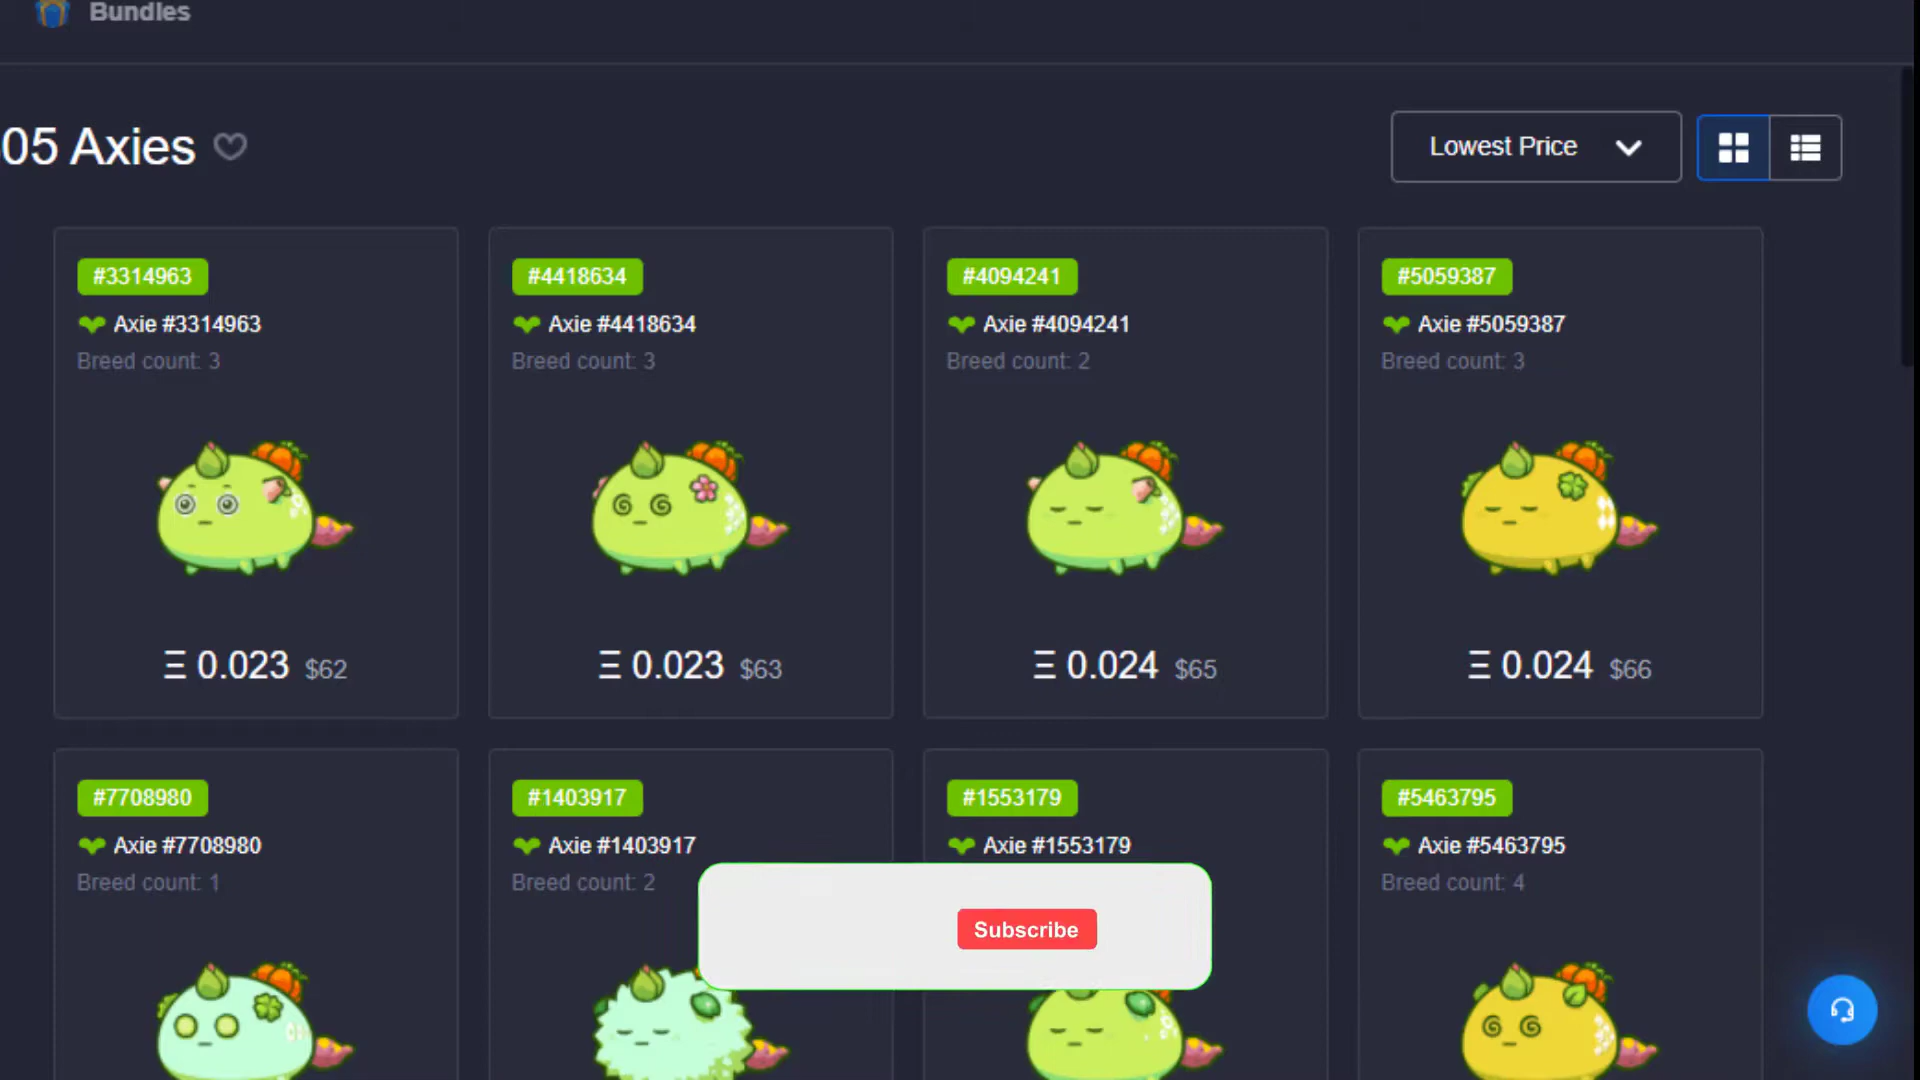 Bundles
05 Axies
Lowest Price
#3314963
Axie #3314963
Breed count: 3
Ξ 0.023 $62
#4418634
Axie #4418634
Breed count: 3
Ξ 0.023 $63
#4094241
Axie #4094241
Breed count: 2
Ξ 0.024 $65
#5059387
Axie #5059387
Breed count: 3
Ξ 0.024 $66
#7708980
Axie #7708980
Breed count: 1
#1403917
Axie #1403917
Breed count: 2
#1553179
Axie #1553179
#5463795
Axie #5463795
Breed count: 4
Subscribe